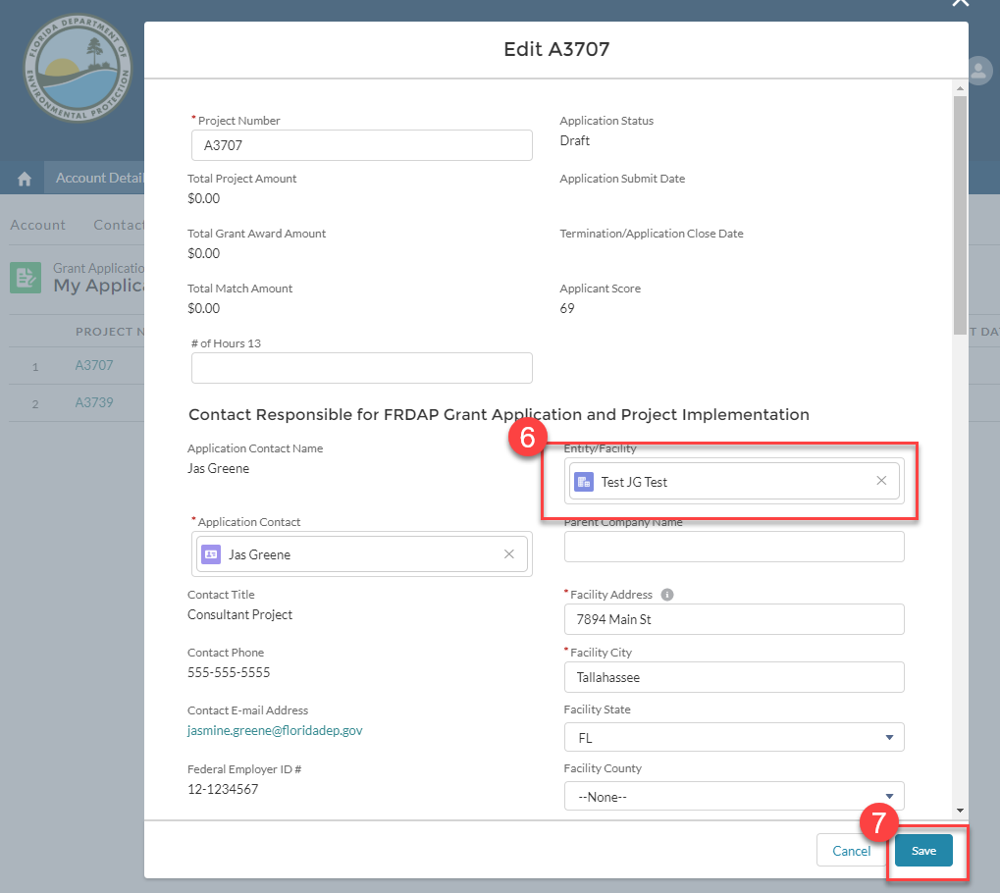 FLORIDA DEPARTMENT OF
ENVIRONMENTAL PROTECTION
Edit A3707
Account Detail
Account
Contact
Grant Applicatio
My Applica
PROJECT N
T DA
1
A3707
2
A3739
* Project Number
A3707
Application Status
Draft
Total Project Amount
$0.00
Application Submit Date
Total Grant Award Amount
$0.00
Termination/Application Close Date
Total Match Amount
$0.00
Applicant Score
69
# of Hours 13
Contact Responsible for FRDAP Grant Application and Project Implementation
6
Application Contact Name
Jas Greene
Entity/Facility
Test JG Test
* Application Contact
Jas Greene
Parent Company Name
Contact Title
Consultant Project
* Facility Address
7894 Main St
Contact Phone
555-555-5555
* Facility City
Tallahassee
Contact E-mail Address
jasmine.greene@floridadep.gov
Facility State
FL
Federal Employer ID #
12-1234567
Facility County
--None--
7
Cancel
Save